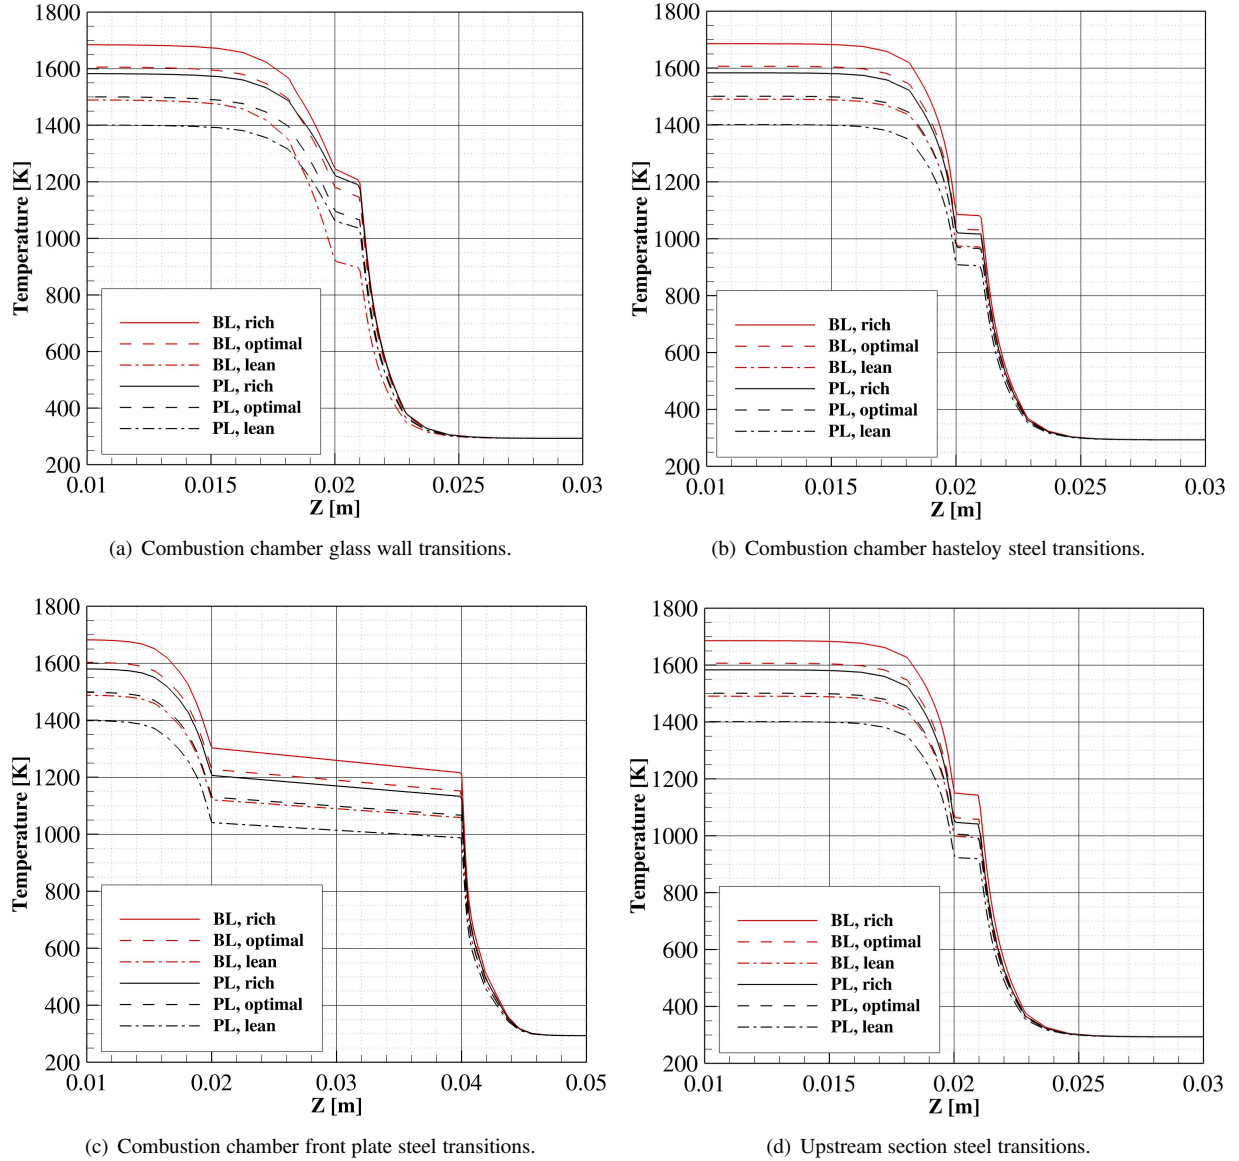 1800
1600
1400
1200
1000
800
600
400
200
Temperature [K]
BL, rich
BL, optimal
BL, lean
PL, rich
PL, optimal
PL, lean
0.01 0.015 0.02 0.025 0.03
Z [m]
(a) Combustion chamber glass wall transitions.
1800
1600
1400
1200
1000
800
600
400
200
Temperature [K]
BL, rich
BL, optimal
BL, lean
PL, rich
PL, optimal
PL, lean
0.01 0.015 0.02 0.025 0.03
Z [m]
(b) Combustion chamber hasteloy steel transitions.
1800
1600
1400
1200
1000
800
600
400
200
Temperature [K]
BL, rich
BL, optimal
BL, lean
PL, rich
PL, optimal
PL, lean
0.01 0.02 0.03 0.04 0.05
Z [m]
(c) Combustion chamber front plate steel transitions.
1800
1600
1400
1200
1000
800
600
400
200
Temperature [K]
BL, rich
BL, optimal
BL, lean
PL, rich
PL, optimal
PL, lean
0.01 0.015 0.02 0.025 0.03
Z [m]
(d) Upstream section steel transitions.